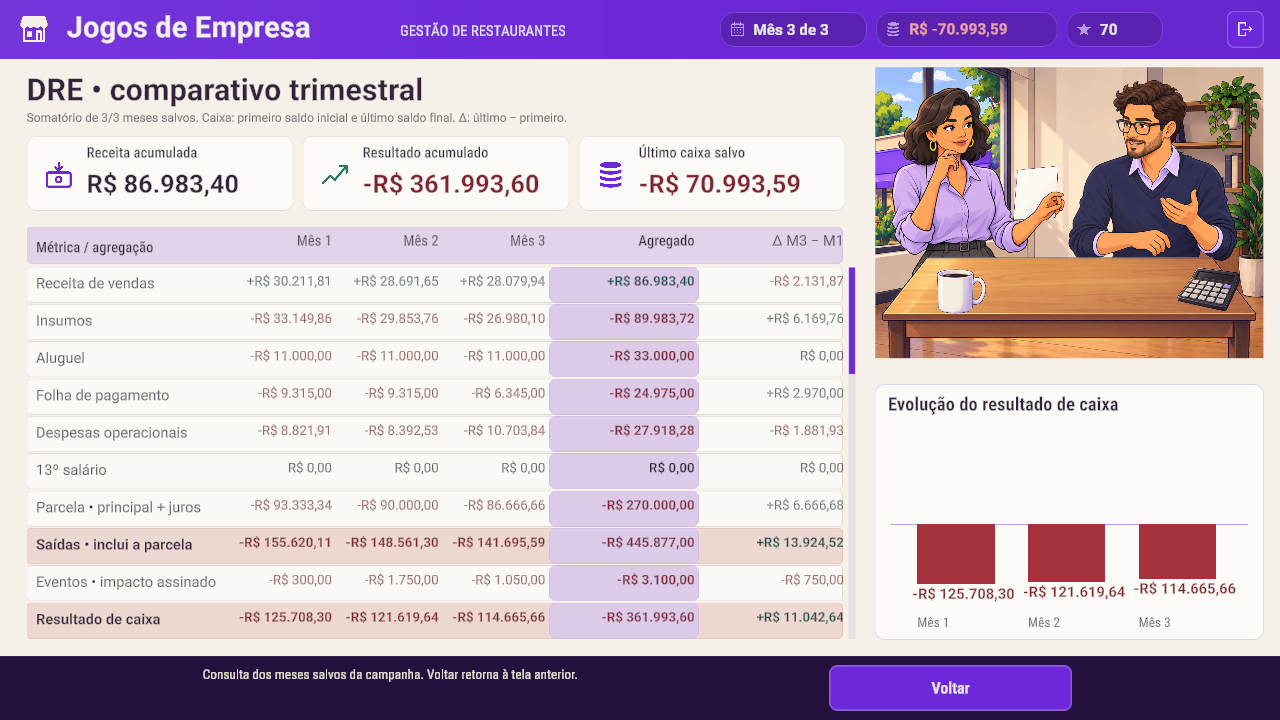 Jogos de Empresa
GESTÃO DE RESTAURANTES
Mês 3 de 3
R$ -70.993,59
70
DRE • comparativo trimestral
Somatório de 3/3 meses salvos. Caixa: primeiro saldo inicial e último saldo final. Δ: último − primeiro.
Receita acumulada
R$ 86.983,40
Resultado acumulado
-R$ 361.993,60
Último caixa salvo
-R$ 70.993,59
Métrica / agregação Mês 1 Mês 2 Mês 3 Agregado Δ M3 − M1
Receita de vendas +R$ 30.211,81 +R$ 28.691,65 +R$ 28.079,94 +R$ 86.983,40 -R$ 2.131,87
Insumos -R$ 33.149,86 -R$ 29.853,76 -R$ 26.980,10 -R$ 89.983,72 +R$ 6.169,76
Aluguel -R$ 11.000,00 -R$ 11.000,00 -R$ 11.000,00 -R$ 33.000,00 R$ 0,00
Folha de pagamento -R$ 9.315,00 -R$ 9.315,00 -R$ 6.345,00 -R$ 24.975,00 +R$ 2.970,00
Despesas operacionais -R$ 8.821,91 -R$ 8.392,53 -R$ 10.703,84 -R$ 27.918,28 -R$ 1.881,93
13º salário R$ 0,00 R$ 0,00 R$ 0,00 R$ 0,00 R$ 0,00
Parcela • principal + juros -R$ 93.333,34 -R$ 90.000,00 -R$ 86.666,66 -R$ 270.000,00 +R$ 6.666,68
Saídas • inclui a parcela -R$ 155.620,11 -R$ 148.561,30 -R$ 141.695,59 -R$ 445.877,00 +R$ 13.924,52
Eventos • impacto assinado -R$ 300,00 -R$ 1.750,00 -R$ 1.050,00 -R$ 3.100,00 -R$ 750,00
Resultado de caixa -R$ 125.708,30 -R$ 121.619,64 -R$ 114.665,66 -R$ 361.993,60 +R$ 11.042,64
Evolução do resultado de caixa
-R$ 125.708,30 -R$ 121.619,64 -R$ 114.665,66
Mês 1 Mês 2 Mês 3
Consulta dos meses salvos da campanha. Voltar retorna à tela anterior.
Voltar